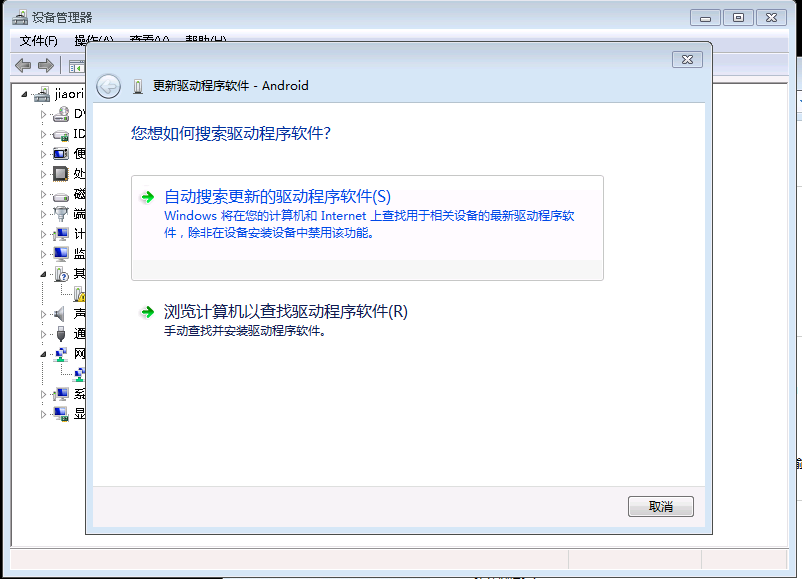 设备管理器
文件(F) 操作(A) 查看(V) 帮助(H)
更新驱动程序软件 - Android
jiaori
您想如何搜索驱动程序软件?
DV
ID
便
处
自动搜索更新的驱动程序软件(S)
磁
Windows 将在您的计算机和 Internet 上查找用于相关设备的最新驱动程序软
端
件，除非在设备安装设备中禁用该功能。
计
监
其
声
浏览计算机以查找驱动程序软件(R)
通
手动查找并安装驱动程序软件。
网
系
显
取消